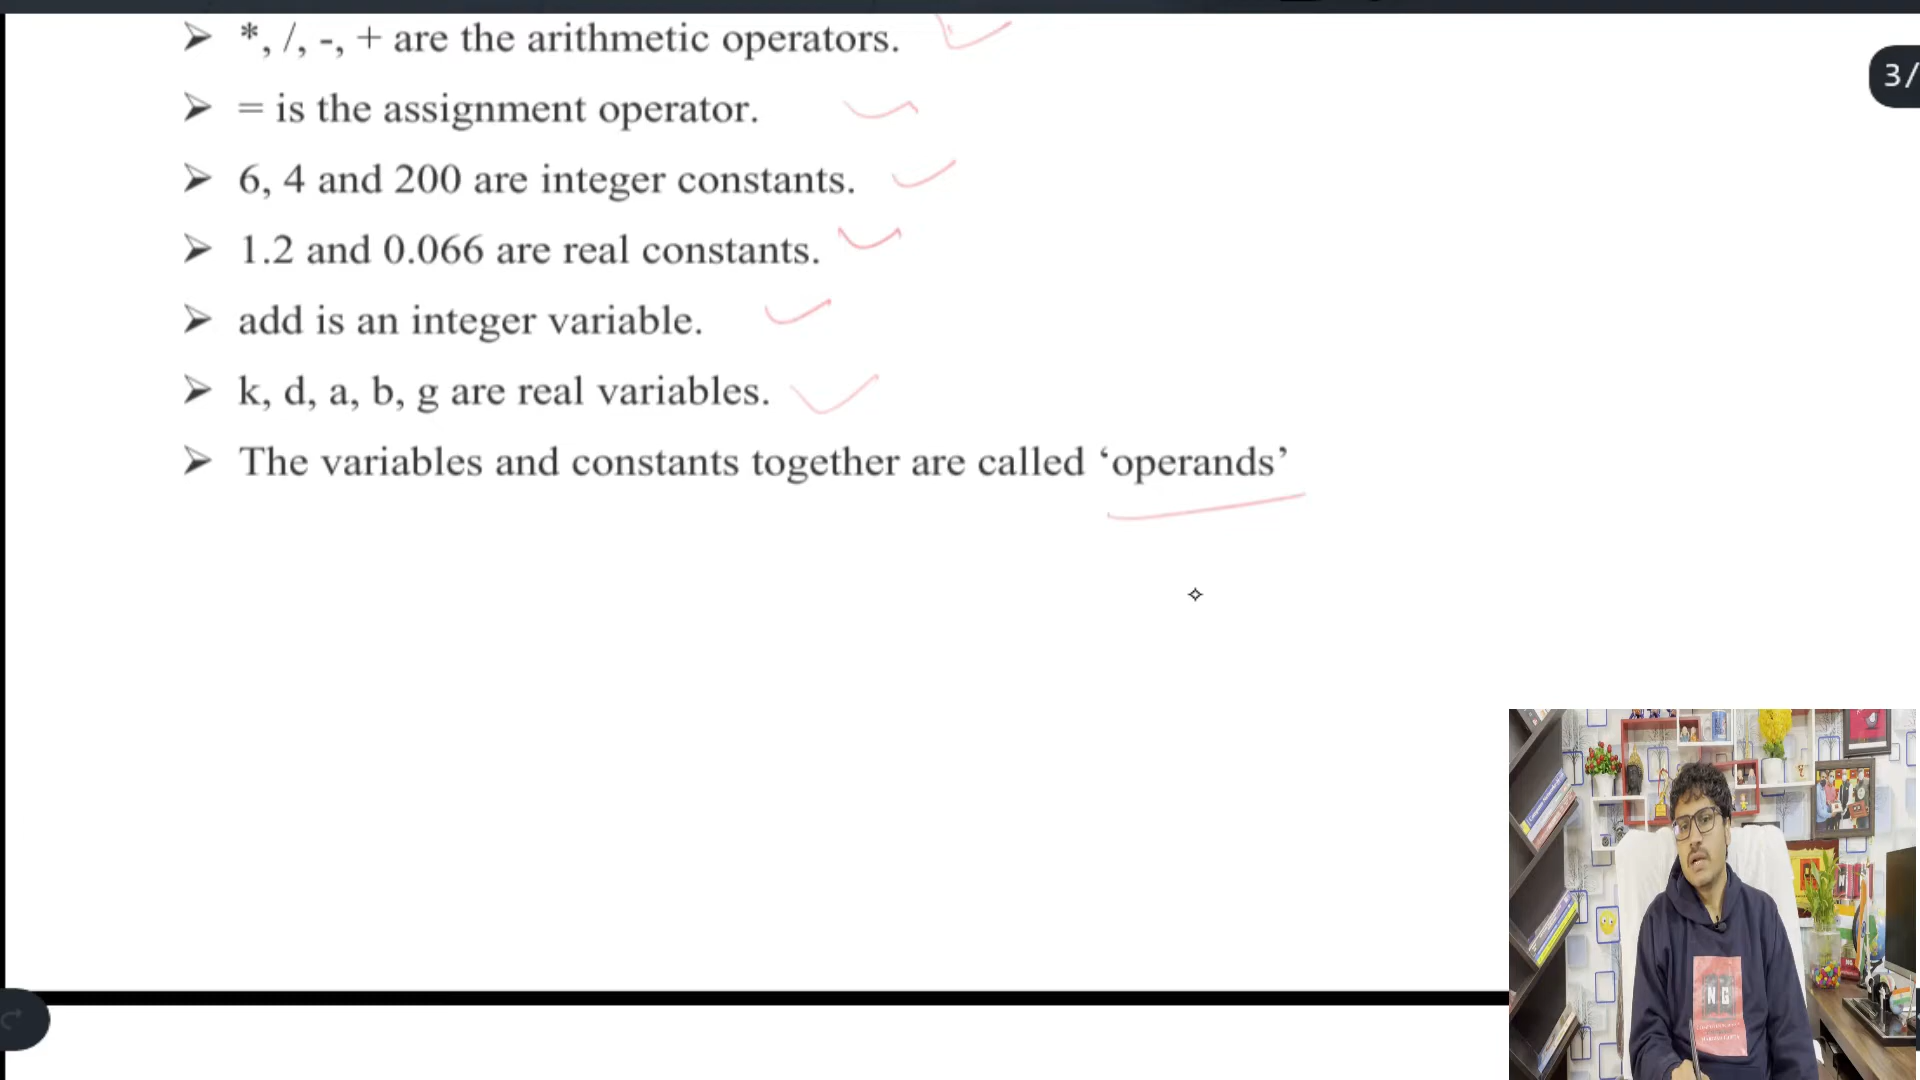 ➢ *, /, -, + are the arithmetic operators.
➢ = is the assignment operator.
➢ 6, 4 and 200 are integer constants.
➢ 1.2 and 0.066 are real constants.
➢ add is an integer variable.
➢ k, d, a, b, g are real variables.
➢ The variables and constants together are called ‘operands’
3/
N G